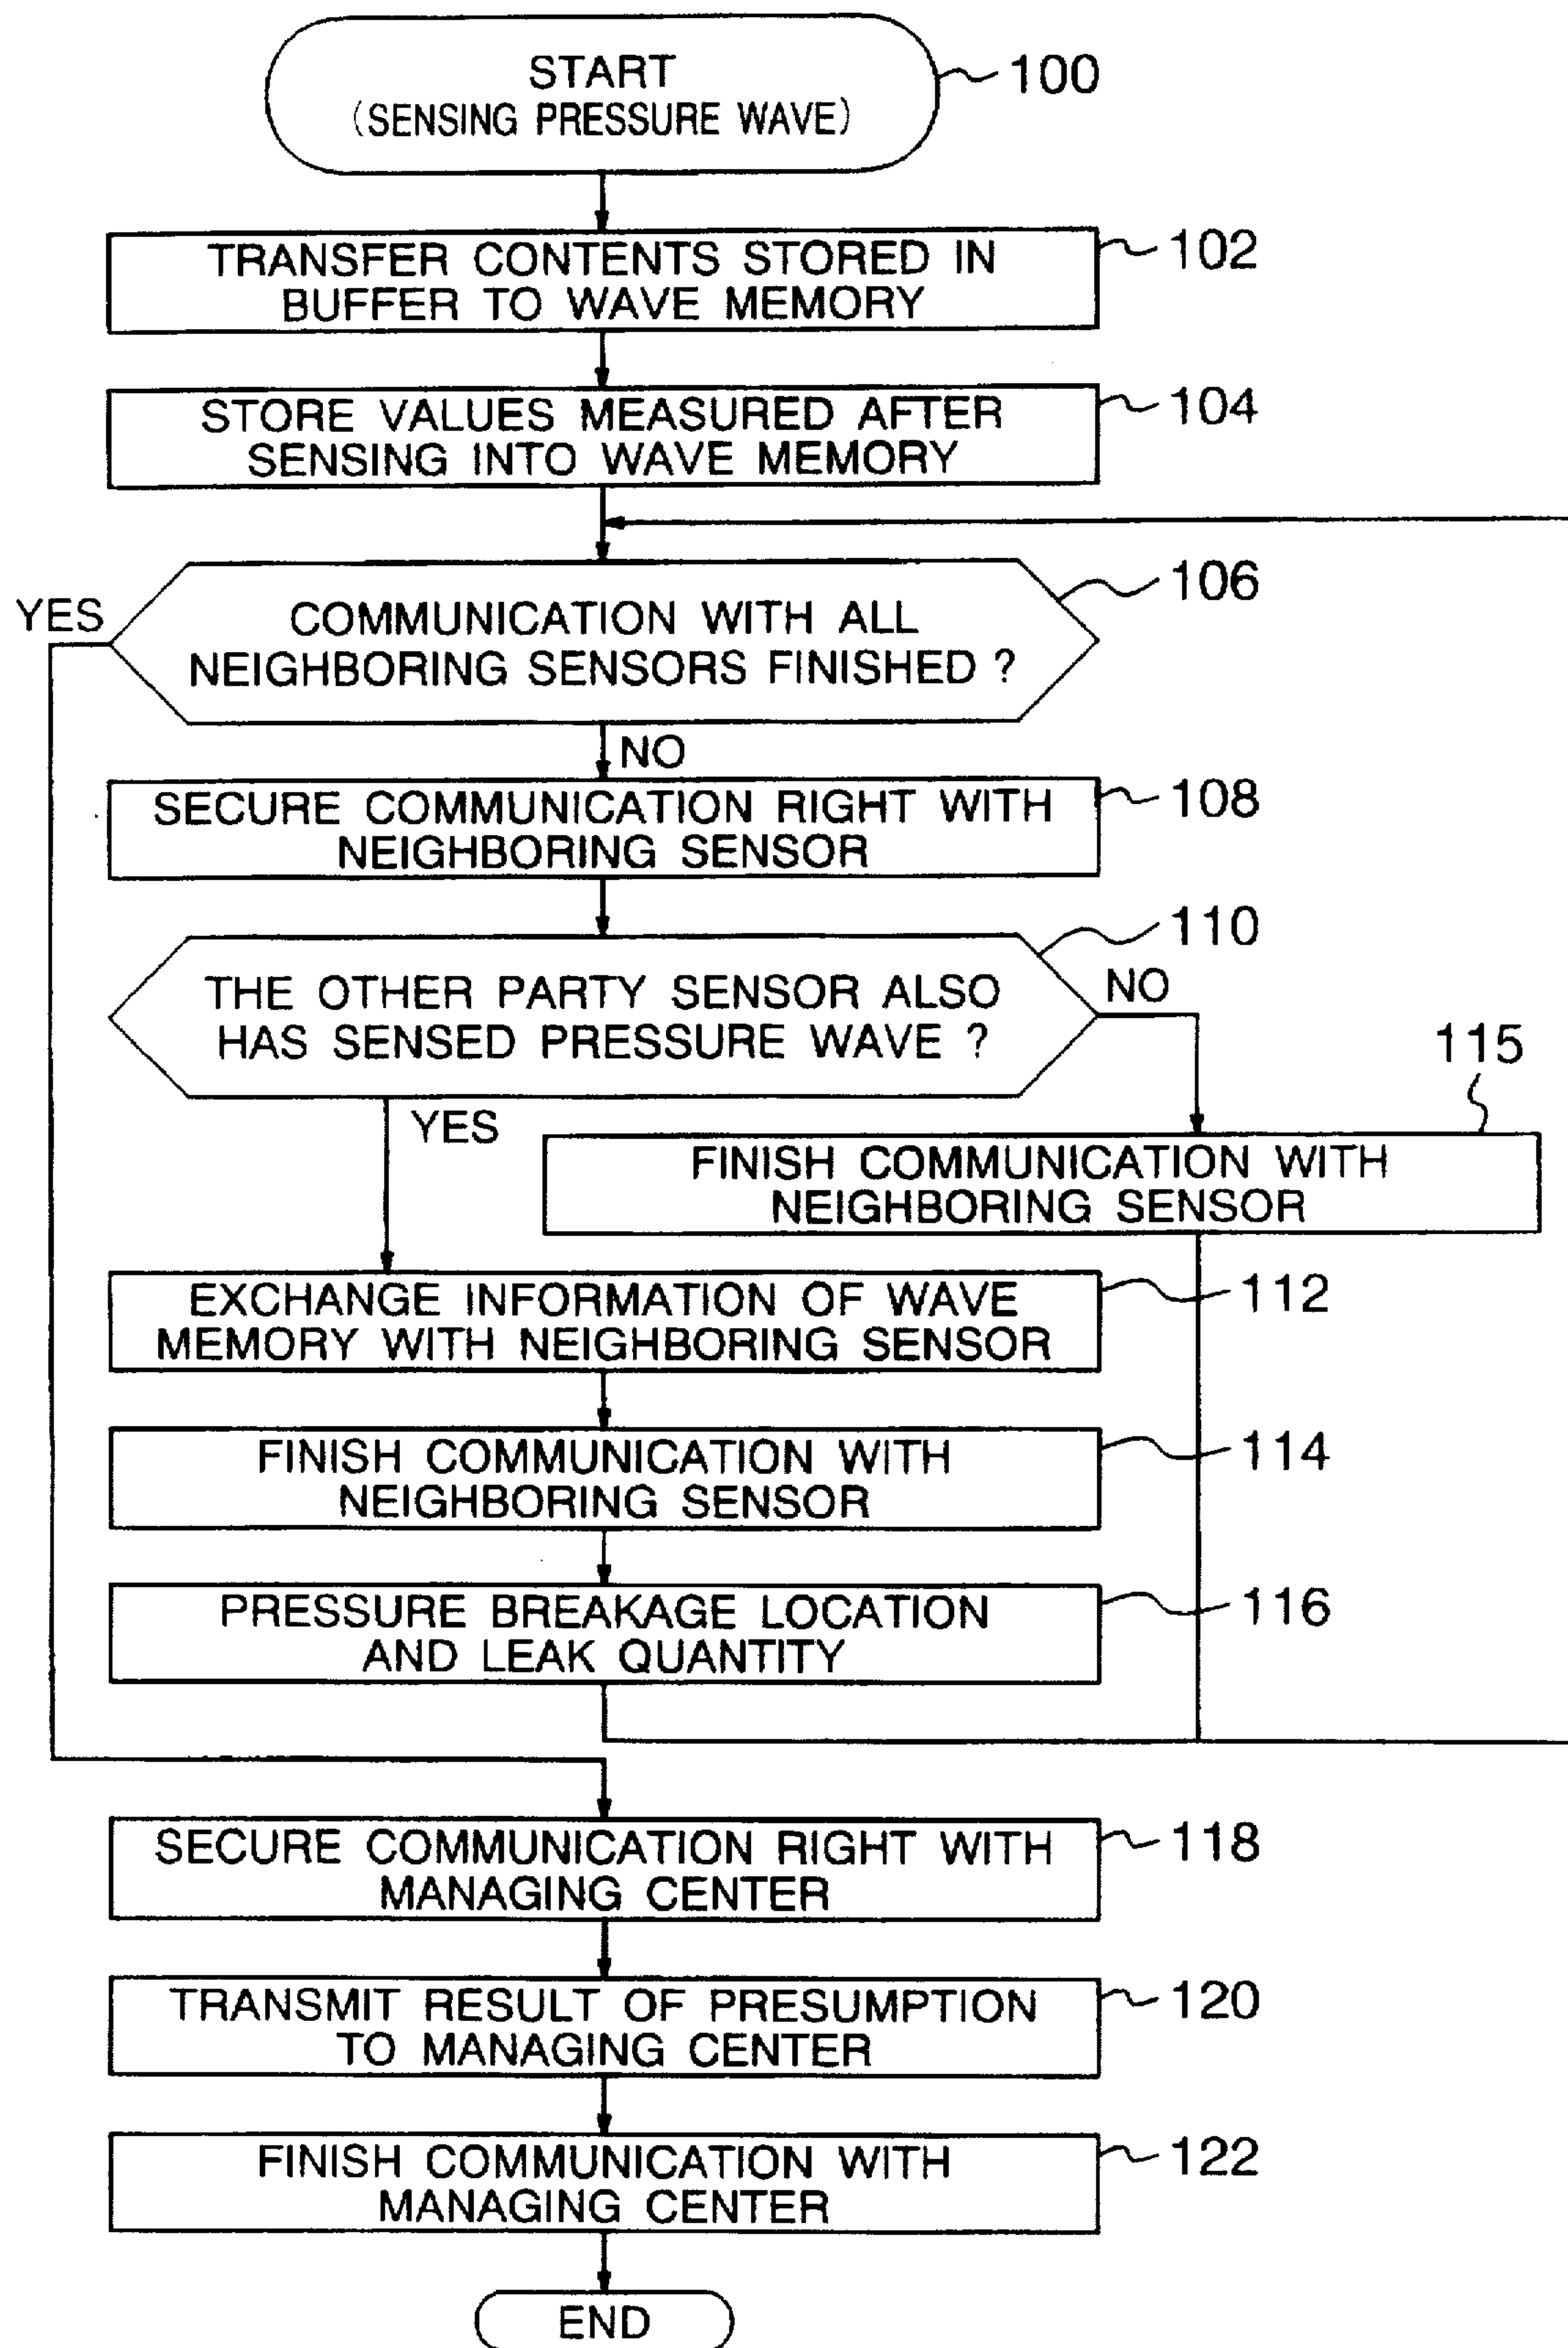 START
(SENSING PRESSURE WAVE)
100
TRANSFER CONTENTS STORED IN
BUFFER TO WAVE MEMORY
102
STORE VALUES MEASURED AFTER
SENSING INTO WAVE MEMORY
104
COMMUNICATION WITH ALL
NEIGHBORING SENSORS FINISHED ?
106
YES
NO
SECURE COMMUNICATION RIGHT WITH
NEIGHBORING SENSOR
108
THE OTHER PARTY SENSOR ALSO
HAS SENSED PRESSURE WAVE ?
110
NO
YES
115
FINISH COMMUNICATION WITH
NEIGHBORING SENSOR
EXCHANGE INFORMATION OF WAVE
MEMORY WITH NEIGHBORING SENSOR
112
FINISH COMMUNICATION WITH
NEIGHBORING SENSOR
114
PRESSURE BREAKAGE LOCATION
AND LEAK QUANTITY
116
SECURE COMMUNICATION RIGHT WITH
MANAGING CENTER
118
TRANSMIT RESULT OF PRESUMPTION
TO MANAGING CENTER
120
FINISH COMMUNICATION WITH
MANAGING CENTER
122
END